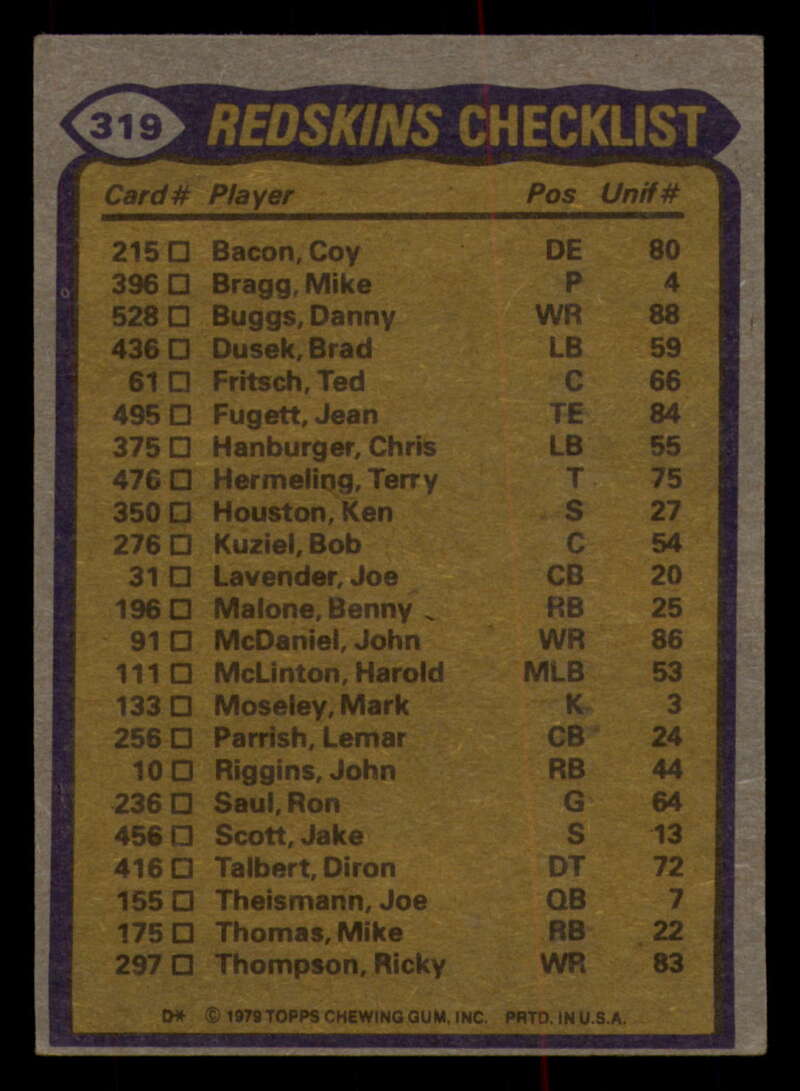 319 REDSKINS CHECKLIST
Card# Player Pos Unif#
215 □ Bacon, Coy DE 80
396 □ Bragg, Mike P 4
528 □ Buggs, Danny WR 88
436 □ Dusek, Brad LB 59
61 □ Fritsch, Ted C 66
495 □ Fugett, Jean TE 84
375 □ Hanburger, Chris LB 55
476 □ Hermeling, Terry T 75
350 □ Houston, Ken S 27
276 □ Kuziel, Bob C 54
31 □ Lavender, Joe CB 20
196 □ Malone, Benny RB 25
91 □ McDaniel, John WR 86
111 □ McLinton, Harold MLB 53
133 □ Moseley, Mark K 3
256 □ Parrish, Lemar CB 24
10 □ Riggins, John RB 44
236 □ Saul, Ron G 64
456 □ Scott, Jake S 13
416 □ Talbert, Diron DT 72
155 □ Theismann, Joe QB 7
175 □ Thomas, Mike RB 22
297 □ Thompson, Ricky WR 83
D* © 1979 TOPPS CHEWING GUM, INC. PRTD. IN U.S.A.